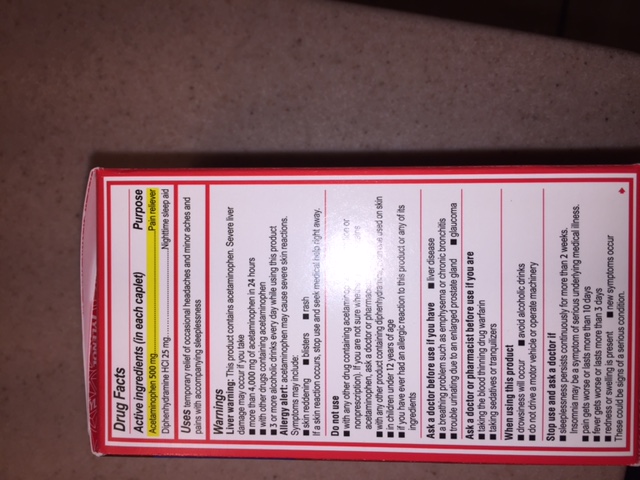 Drug Facts
Active ingredients (in each caplet) Purpose
Acetaminophen 500 mg..........Pain reliever
Diphenhydramine HCl 25 mg..........Nighttime sleep aid
Uses temporary relief of occasional headaches and minor aches and
pains with accompanying sleeplessness
Warnings
Liver warning: This product contains acetaminophen. Severe liver
damage may occur if you take
■ more than 4,000 mg of acetaminophen in 24 hours
■ with other drugs containing acetaminophen
■ 3 or more alcoholic drinks every day while using this product
Allergy alert: acetaminophen may cause severe skin reactions.
Symptoms may include:
■ skin reddening ■ blisters ■ rash
If a skin reaction occurs, stop use and seek medical help right away.
Do not use
■ with any other drug containing or
nonprescription). If you are not sure
acetaminophen, ask a doctor or
■ with any other product containing used on skin
■ in children under 12 years of age
■ if you have ever had an allergic reaction to this product or any of its
ingredients
Ask a doctor before use if you have ■ liver disease
■ a breathing problem such as emphysema or chronic bronchitis
■ trouble urinating due to an enlarged prostate gland ■ glaucoma
Ask a doctor or pharmacist before use if you are
■ taking the blood thinning drug warfarin
■ taking sedatives or tranquilizers
When using this product
■ drowsiness will occur ■ avoid alcoholic drinks
■ do not drive a motor vehicle or operate machinery
Stop use and ask a doctor if
■ sleeplessness persists continuously for more than 2 weeks.
Insomnia may be a symptom of serious underlying medical illness.
■ pain gets worse or lasts more than 10 days
■ fever gets worse or lasts more than 3 days
■ redness or swelling is present ■ new symptoms occur
These could be signs of a serious condition.